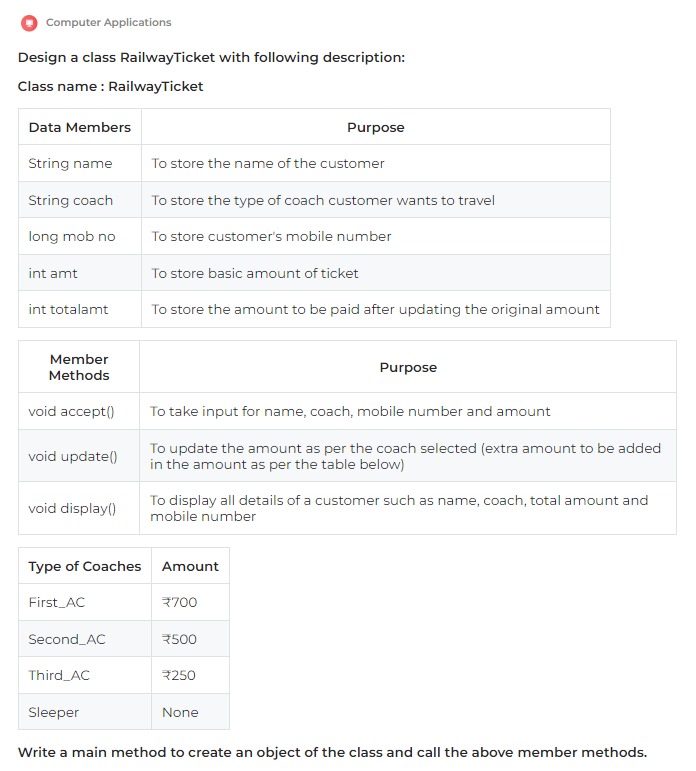 Computer Applications
Design a class RailwayTicket with following description:
Class name : RailwayTicket
Data Members Purpose
String name To store the name of the customer
String coach To store the type of coach customer wants to travel
long mob no To store customer's mobile number
int amt To store basic amount of ticket
int totalamt To store the amount to be paid after updating the original amount
Member
Methods
Purpose
void accept() To take input for name, coach, mobile number and amount
void update()
To update the amount as per the coach selected (extra amount to be added
in the amount as per the table below)
void display()
To display all details of a customer such as name, coach, total amount and
mobile number
Type of Coaches Amount
First_AC ₹700
Second_AC ₹500
Third_AC ₹250
Sleeper None
Write a main method to create an object of the class and call the above member methods.